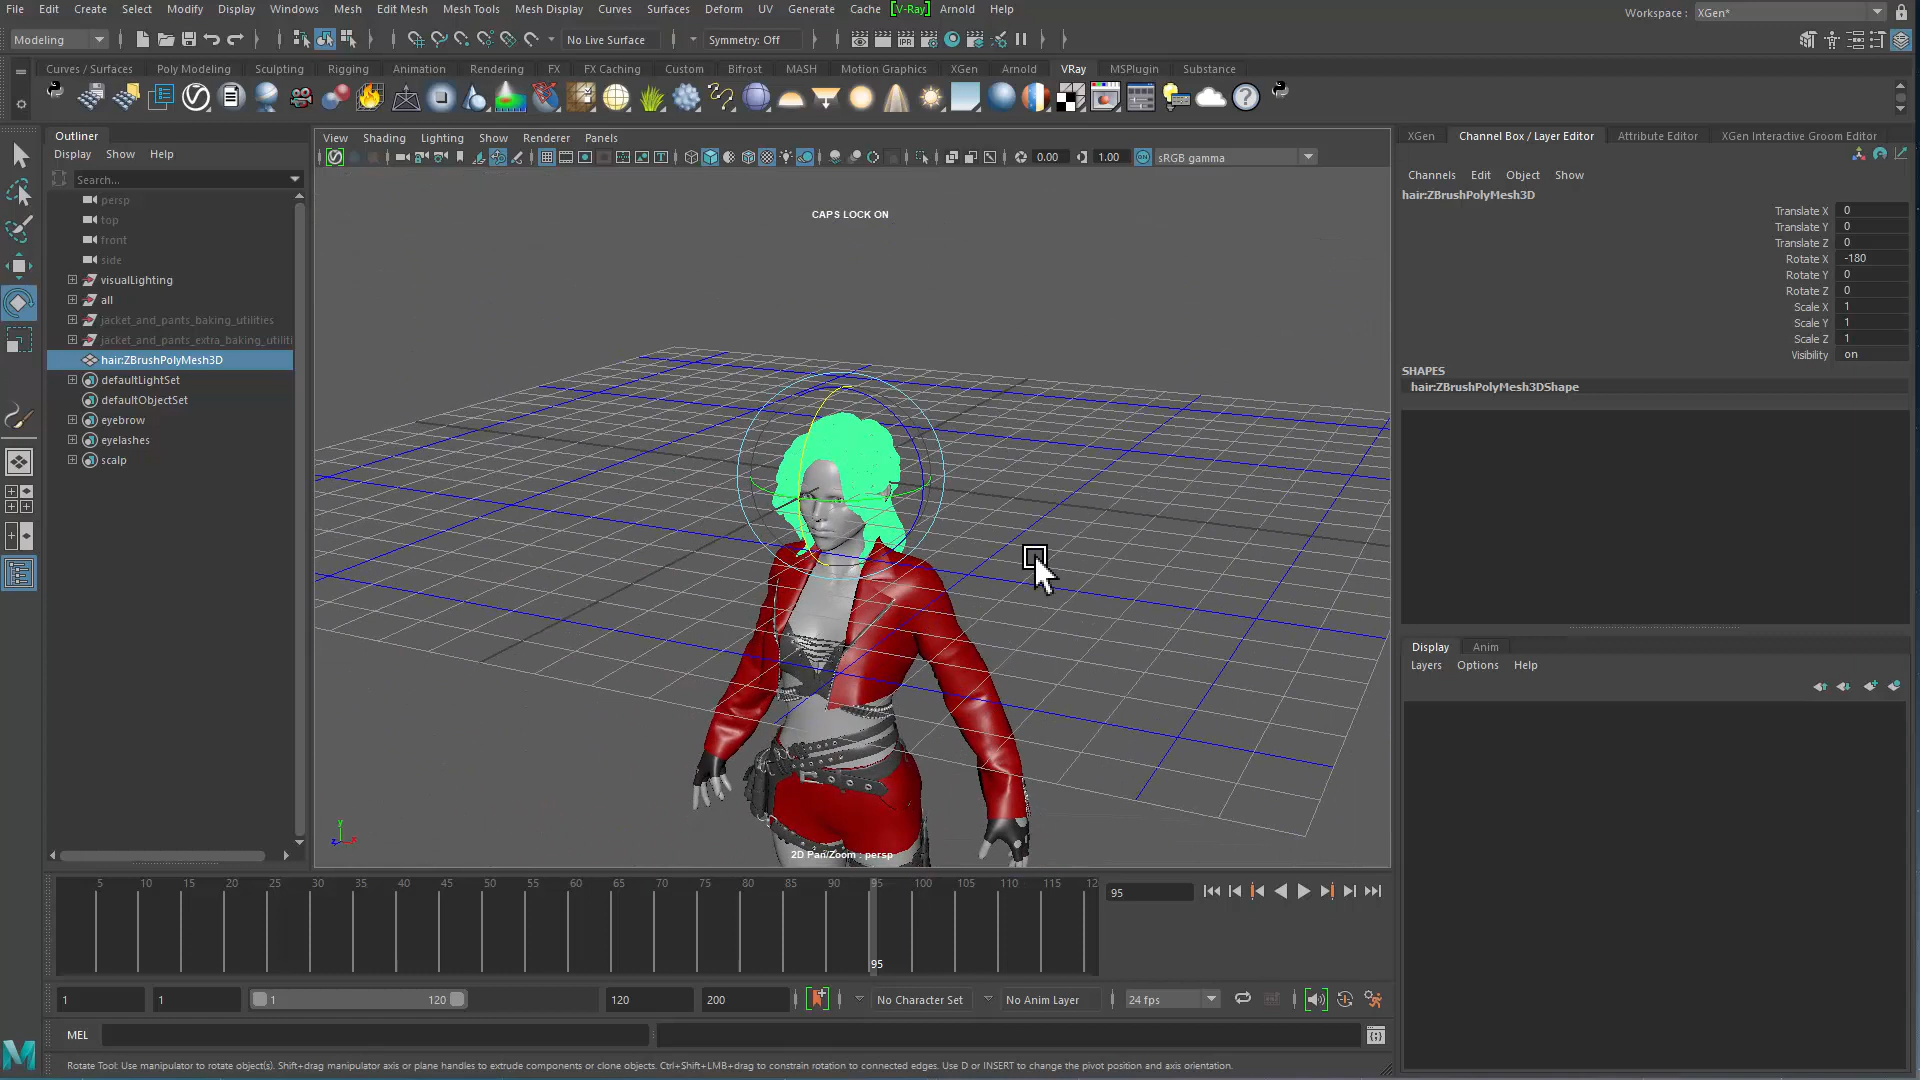 File Edit Create Select Modify Display Windows Mesh Edit Mesh Mesh Tools Mesh Display Curves Surfaces Deform UV Generate Cache [V-Ray] Arnold Help
Workspace : XGen*
Modeling No Live Surface Symmetry: Off
Curves / Surfaces Poly Modeling Sculpting Rigging Animation Rendering FX FX Caching Custom Bifrost MASH Motion Graphics XGen Arnold VRay MSPlugin Substance
Outliner
Display Show Help
Search...
persp
top
front
side
visualLighting
all
jacket_and_pants_baking_utilities
jacket_and_pants_extra_baking_utiliti
hair:ZBrushPolyMesh3D
defaultLightSet
defaultObjectSet
eyebrow
eyelashes
scalp
View Shading Lighting Show Renderer Panels
0.00 1.00 ON sRGB gamma
CAPS LOCK ON
y
z x
2D Pan/Zoom : persp
XGen Channel Box / Layer Editor Attribute Editor XGen Interactive Groom Editor
Channels Edit Object Show
hair:ZBrushPolyMesh3D
Translate X 0
Translate Y 0
Translate Z 0
Rotate X -180
Rotate Y 0
Rotate Z 0
Scale X 1
Scale Y 1
Scale Z 1
Visibility on
SHAPES
hair:ZBrushPolyMesh3DShape
Display Anim
Layers Options Help
5 10 15 20 25 30 35 40 45 50 55 60 65 70 75 80 85 90 95 100 105 110 115 12
95
95
1 1 1 120 120 200 No Character Set No Anim Layer 24 fps
MEL
Rotate Tool: Use manipulator to rotate object(s). Shift+drag manipulator axis or plane handles to extrude components or clone objects. Ctrl+Shift+LMB+drag to constrain rotation to connected edges. Use D or INSERT to change the pivot position and axis orientation.